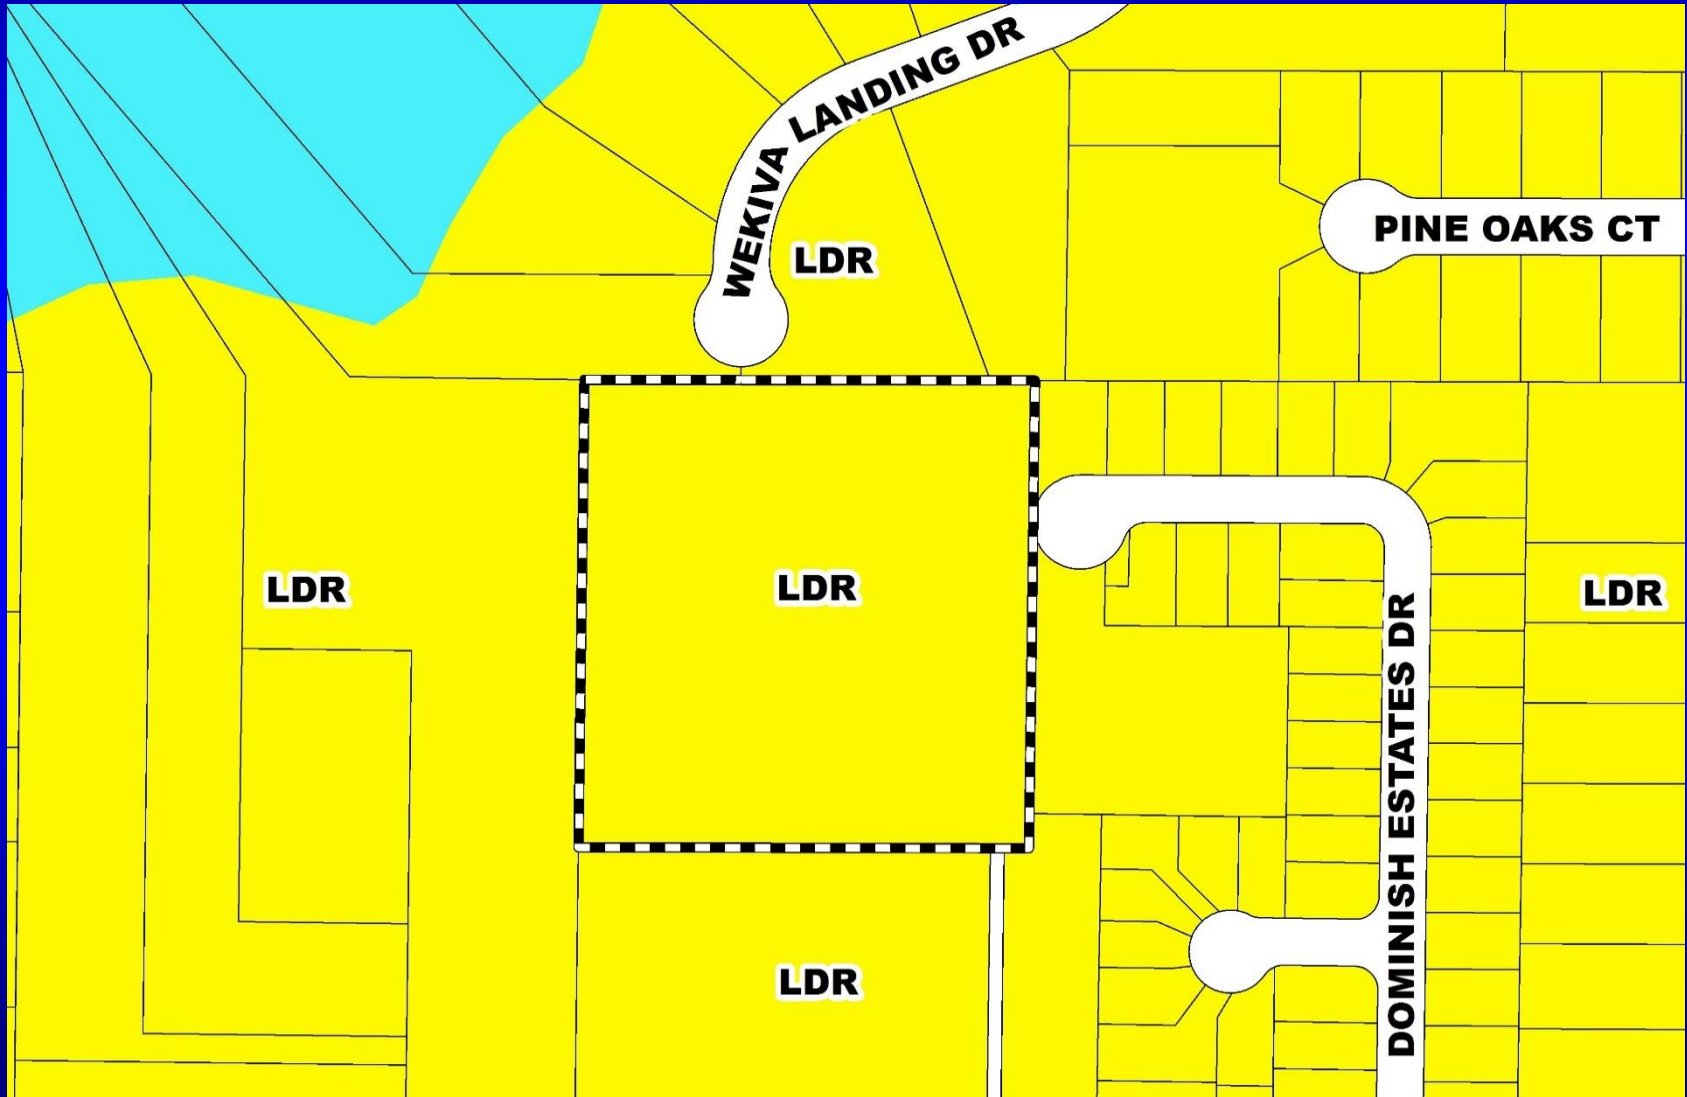 WEKIVA LANDING DR
PINE OAKS CT
LDR
LDR
LDR
LDR
DOMINISH ESTATES DR
LDR